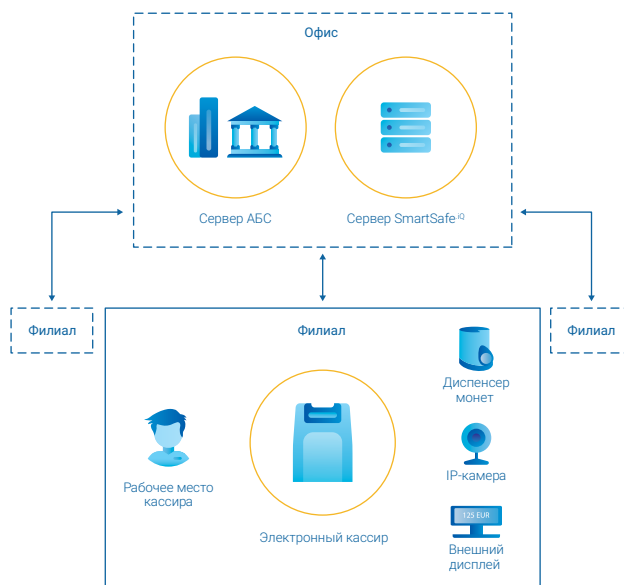 Офис
Сервер АБС
Сервер SmartSafe iQ
Филиал
Филиал
Филиал
Диспенсер
монет
IP-камера
125 EUR
Внешний
дисплей
Рабочее место
кассира
Электронный кассир